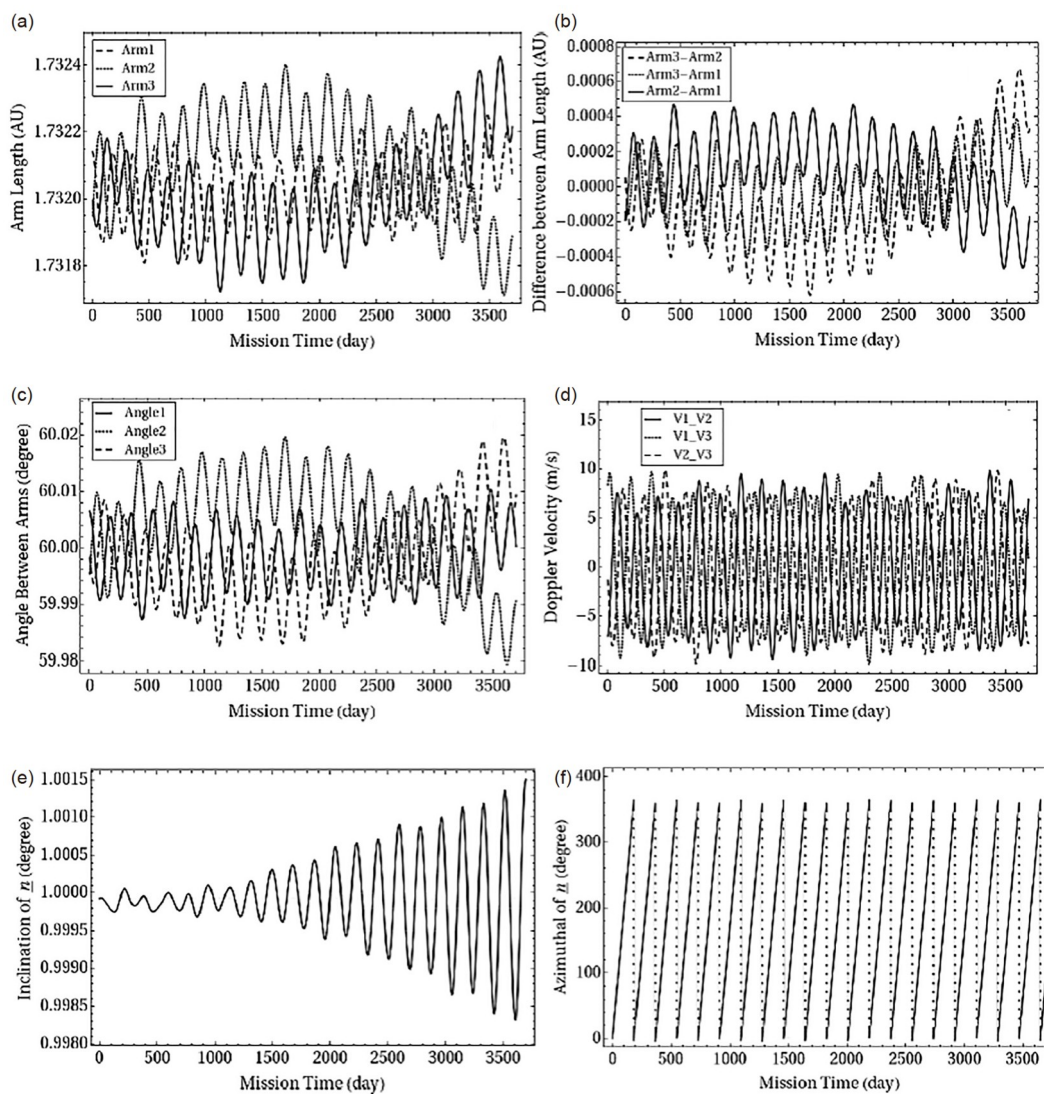 (a)
Arm1
Arm2
Arm3
Arm Length (AU)
1.7324
1.7322
1.7320
1.7318
0 500 1000 1500 2000 2500 3000 3500
Mission Time (day)
(b)
Arm3-Arm2
Arm3-Arm1
Arm2-Arm1
Difference between Arm Length (AU)
0.0008
0.0006
0.0004
0.0002
0.0000
-0.0002
-0.0004
-0.0006
0 500 1000 1500 2000 2500 3000 3500
Mission Time (day)
(c)
Angle1
Angle2
Angle3
Angle Between Arms (degree)
60.02
60.01
60.00
59.99
59.98
0 500 1000 1500 2000 2500 3000 3500
Mission Time (day)
(d)
V1_V2
V1_V3
V2_V3
Doppler Velocity (m/s)
15
10
5
0
-5
-10
0 500 1000 1500 2000 2500 3000 3500
Mission Time (day)
(e)
Inclination of n (degree)
1.0015
1.0010
1.0005
1.0000
0.9995
0.9990
0.9985
0.9980
0 500 1000 1500 2000 2500 3000 3500
Mission Time (day)
(f)
Azimuthal of n (degree)
400
300
200
100
0
0 500 1000 1500 2000 2500 3000 3500
Mission Time (day)